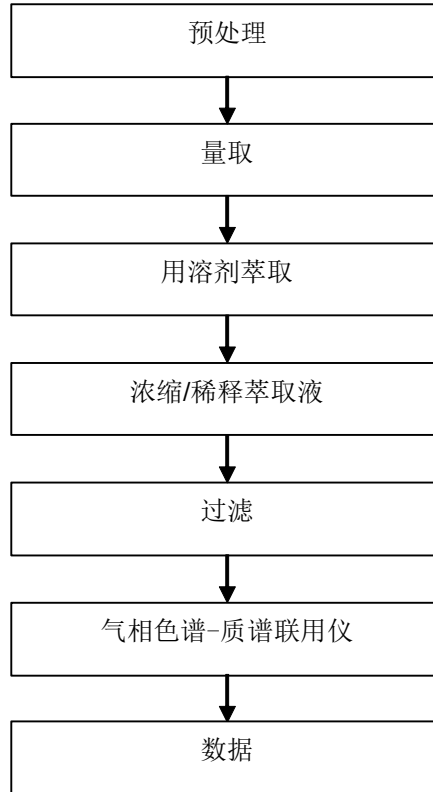 预处理
量取
用溶剂萃取
浓缩/稀释萃取液
过滤
气相色谱-质谱联用仪
数据